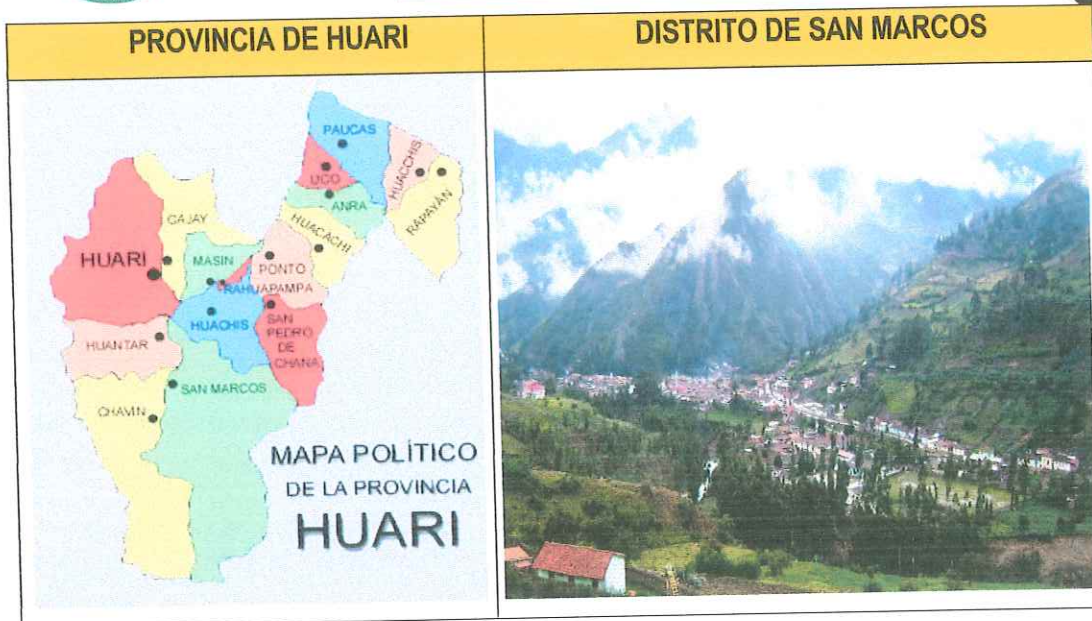 PROVINCIA DE HUARI
DISTRITO DE SAN MARCOS
PAUCAS
UCO
HUACCHIS
ANRA
RAPAYÁN
CAJAY
HUACACHI
HUARI
MASIN
PONTO
RAHUAPAMPA
HUACHIS
SAN
PEDRO
DE
CHANA
HUANTAR
SAN MARCOS
CHAVIN
MAPA POLÍTICO
DE LA PROVINCIA
HUARI